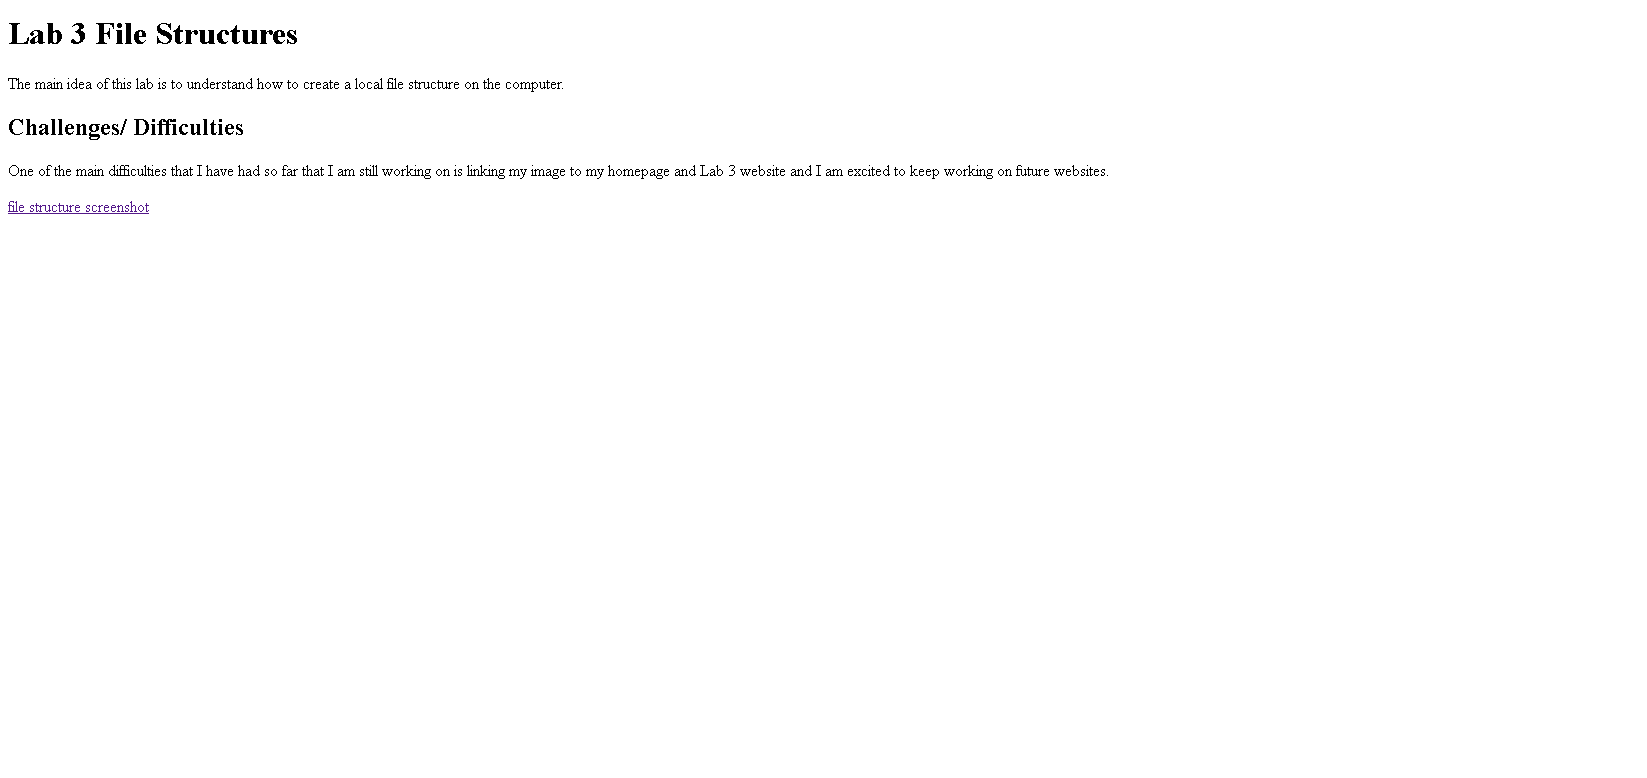 Lab 3 File Structures
The main idea of this lab is to understand how to create a local file structure on the computer.
Challenges/ Difficulties
One of the main difficulties that I have had so far that I am still working on is linking my image to my homepage and Lab 3 website and I am excited to keep working on future websites.
file structure screenshot